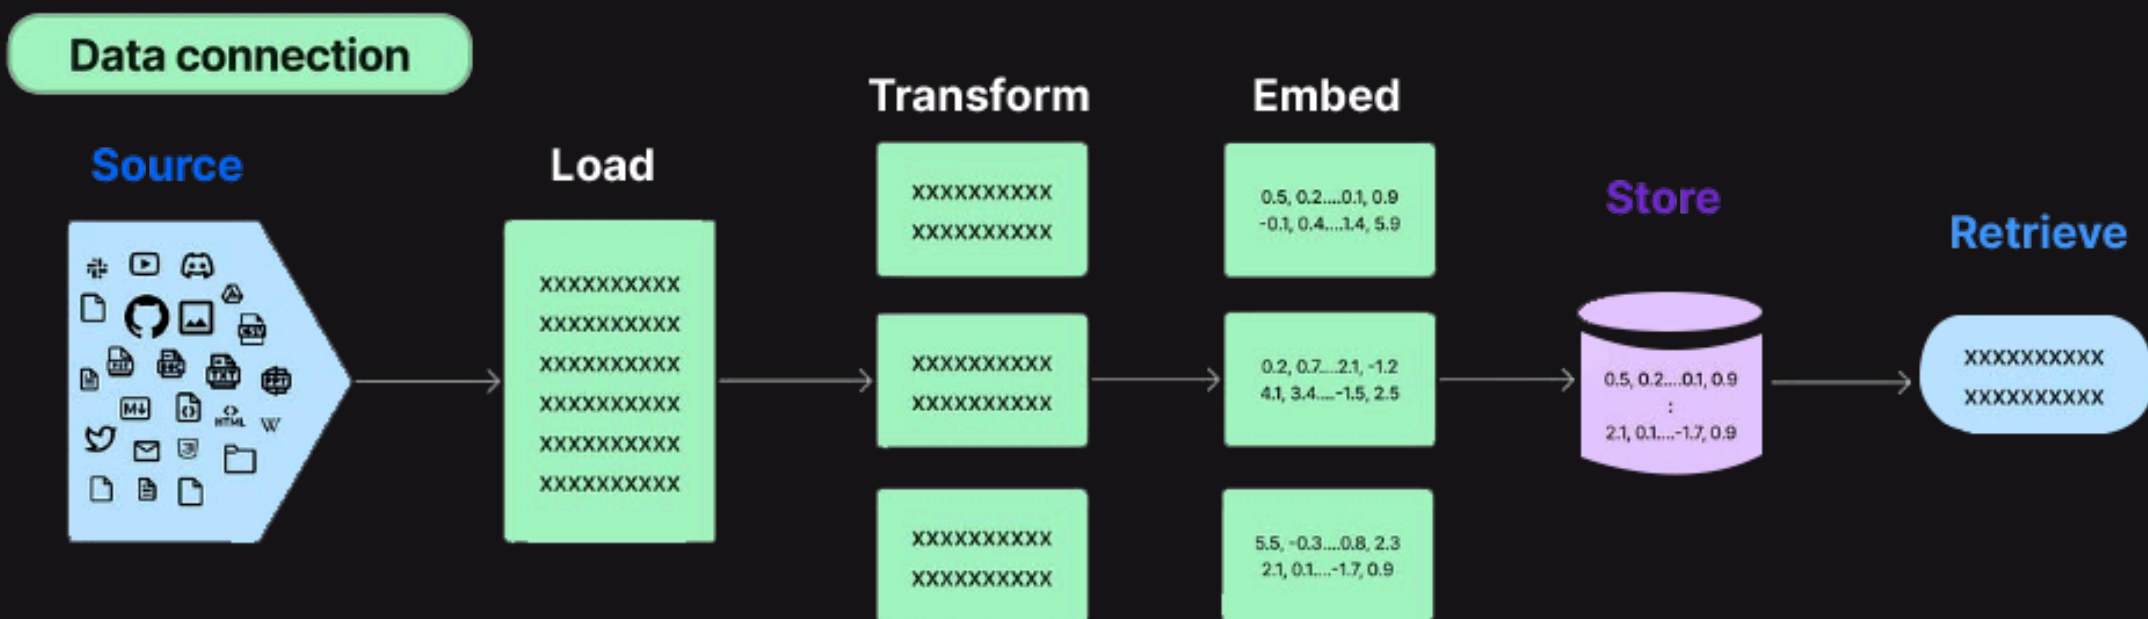 Data connection
Source
Load
Transform
Embed
Store
Retrieve
CSV
TXT
PPT
M↓
HTML
W
XXXXXXXXXX
XXXXXXXXXX
XXXXXXXXXX
XXXXXXXXXX
XXXXXXXXXX
XXXXXXXXXX
XXXXXXXXXX
XXXXXXXXXX
XXXXXXXXXX
XXXXXXXXXX
XXXXXXXXXX
XXXXXXXXXX
0.5, 0.2....0.1, 0.9
-0.1, 0.4....1.4, 5.9
0.2, 0.7....2.1, -1.2
4.1, 3.4....-1.5, 2.5
5.5, -0.3....0.8, 2.3
2.1, 0.1....-1.7, 0.9
0.5, 0.2....0.1, 0.9
:
2.1, 0.1....-1.7, 0.9
XXXXXXXXXX
XXXXXXXXXX